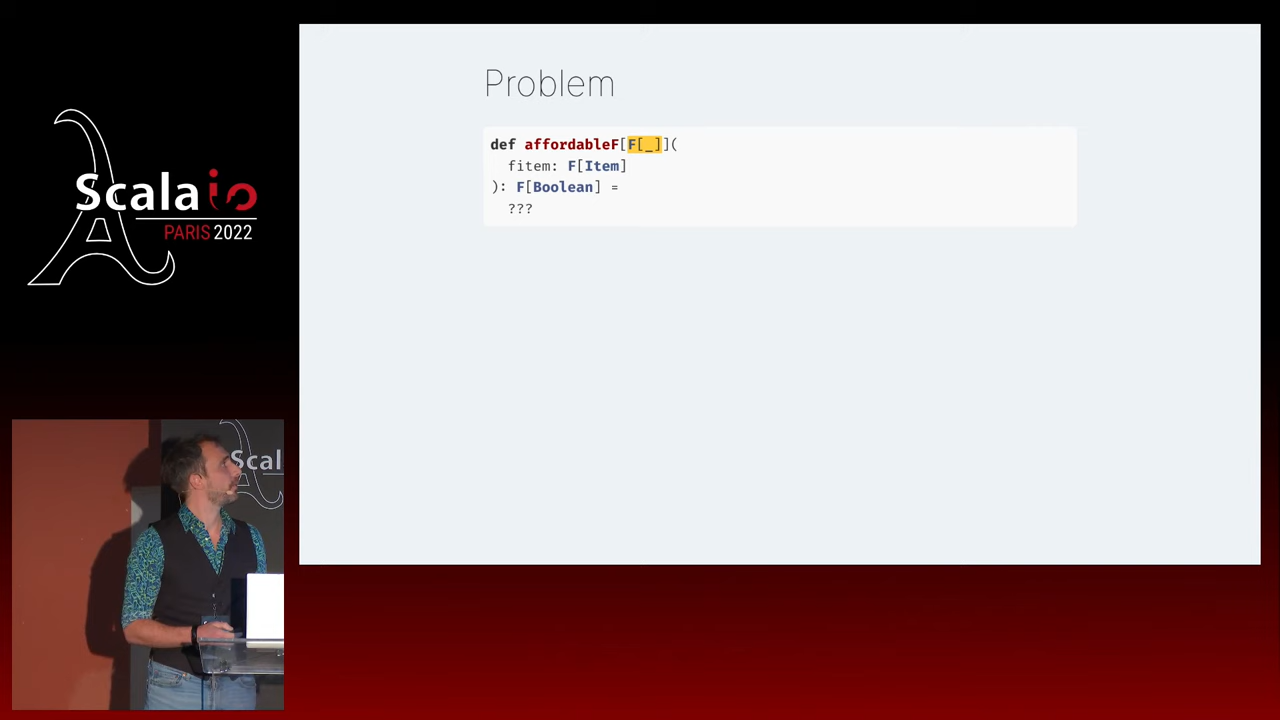 Scala io
PARIS 2022
Problem
def affordableF[F[_]](
  fitem: F[Item]
): F[Boolean] =
  ???
Scal